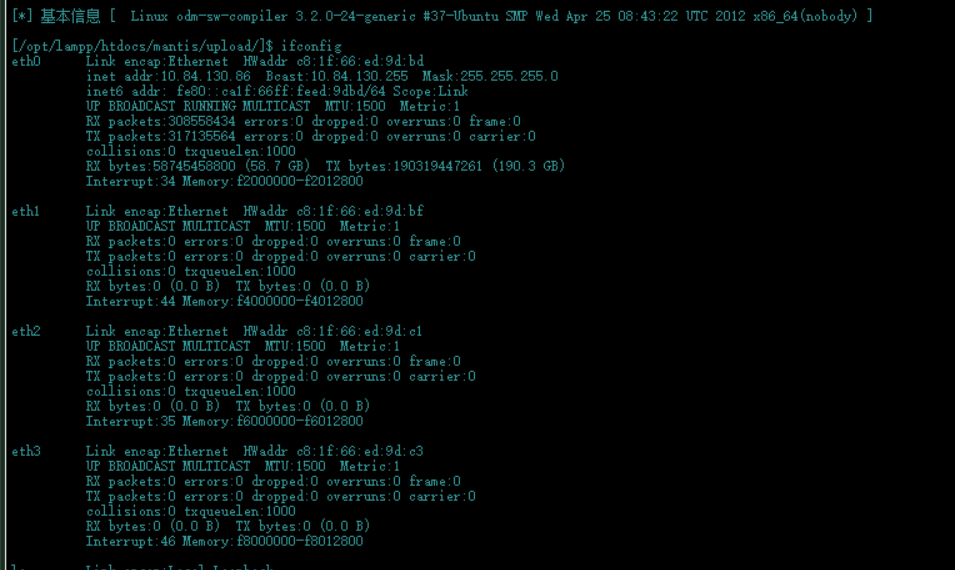 [*] 基本信息 [ Linux odm-sw-compiler 3.2.0-24-generic #37-Ubuntu SMP Wed Apr 25 08:43:22 UTC 2012 x86_64(nobody) ]
[/opt/lampp/htdocs/mantis/upload/]$ ifconfig
eth0 Link encap:Ethernet HWaddr c8:1f:66:ed:9d:bd
inet addr:10.84.130.86 Bcast:10.84.130.255 Mask:255.255.255.0
inet6 addr: fe80::ca1f:66ff:feed:9dbd/64 Scope:Link
UP BROADCAST RUNNING MULTICAST MTU:1500 Metric:1
RX packets:308558434 errors:0 dropped:0 overruns:0 frame:0
TX packets:317135564 errors:0 dropped:0 overruns:0 carrier:0
collisions:0 txqueuelen:1000
RX bytes:58745458800 (58.7 GB) TX bytes:190319447261 (190.3 GB)
Interrupt:34 Memory:f2000000-f2012800
eth1 Link encap:Ethernet HWaddr c8:1f:66:ed:9d:bf
UP BROADCAST MULTICAST MTU:1500 Metric:1
RX packets:0 errors:0 dropped:0 overruns:0 frame:0
TX packets:0 errors:0 dropped:0 overruns:0 carrier:0
collisions:0 txqueuelen:1000
RX bytes:0 (0.0 B) TX bytes:0 (0.0 B)
Interrupt:44 Memory:f4000000-f4012800
eth2 Link encap:Ethernet HWaddr c8:1f:66:ed:9d:c1
UP BROADCAST MULTICAST MTU:1500 Metric:1
RX packets:0 errors:0 dropped:0 overruns:0 frame:0
TX packets:0 errors:0 dropped:0 overruns:0 carrier:0
collisions:0 txqueuelen:1000
RX bytes:0 (0.0 B) TX bytes:0 (0.0 B)
Interrupt:35 Memory:f6000000-f6012800
eth3 Link encap:Ethernet HWaddr c8:1f:66:ed:9d:c3
UP BROADCAST MULTICAST MTU:1500 Metric:1
RX packets:0 errors:0 dropped:0 overruns:0 frame:0
TX packets:0 errors:0 dropped:0 overruns:0 carrier:0
collisions:0 txqueuelen:1000
RX bytes:0 (0.0 B) TX bytes:0 (0.0 B)
Interrupt:46 Memory:f8000000-f8012800